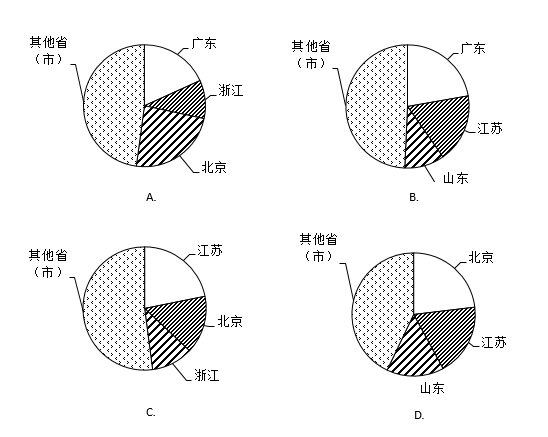 其他省
（市）
广东
浙江
北京
A.
其他省
（市）
广东
江苏
山东
B.
其他省
（市）
江苏
北京
浙江
C.
其他省
（市）
北京
江苏
山东
D.